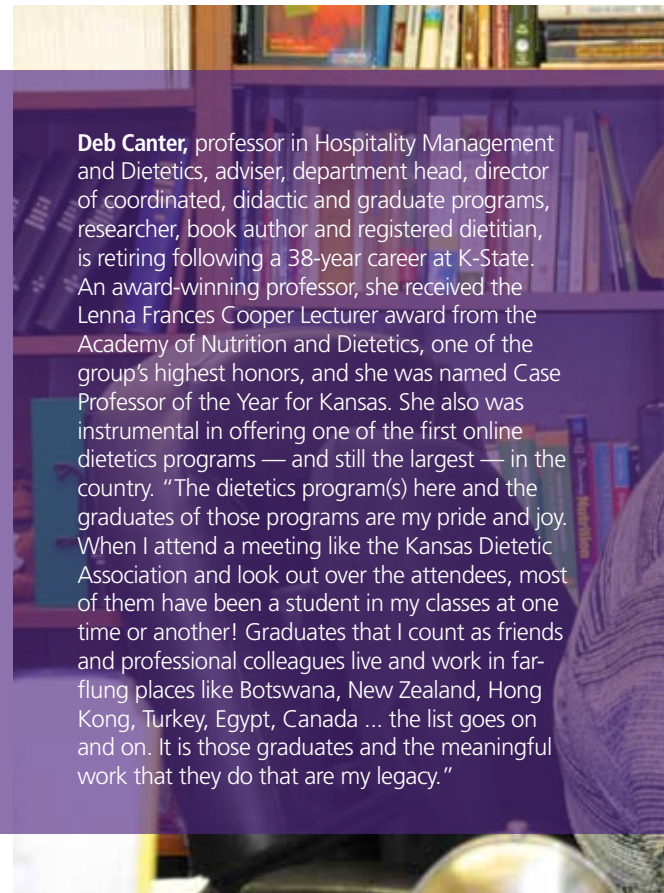 Deb Canter, professor in Hospitality Management
and Dietetics, adviser, department head, director
of coordinated, didactic and graduate programs,
researcher, book author and registered dietitian,
is retiring following a 38-year career at K-State.
An award-winning professor, she received the
Lenna Frances Cooper Lecturer award from the
Academy of Nutrition and Dietetics, one of the
group’s highest honors, and she was named Case
Professor of the Year for Kansas. She also was
instrumental in offering one of the first online
dietetics programs — and still the largest — in the
country. “The dietetics program(s) here and the
graduates of those programs are my pride and joy.
When I attend a meeting like the Kansas Dietetic
Association and look out over the attendees, most
of them have been a student in my classes at one
time or another! Graduates that I count as friends
and professional colleagues live and work in far-
flung places like Botswana, New Zealand, Hong
Kong, Turkey, Egypt, Canada ... the list goes on
and on. It is those graduates and the meaningful
work that they do that are my legacy.”
Nutrition